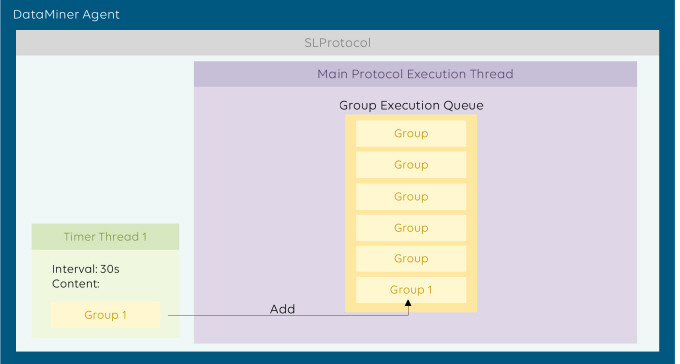 DataMiner Agent
SLProtocol
Main Protocol Execution Thread
Group Execution Queue
Group
Group
Group
Group
Group
Group 1
Timer Thread 1
Interval: 30s
Content:
Group 1
Add